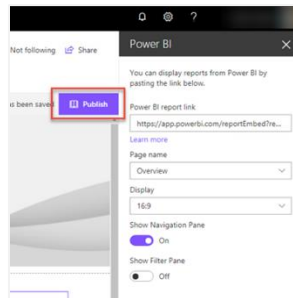 ?
Not following
Share
Power BI
You can display reports from Power BI by
pasting the link below.
s been saved
Publish
Power BI report link
https://app.powerbi.com/reportEmbed?re...
Learn more
Page name
Overview
Display
16:9
Show Navigation Pane
On
Show Filter Pane
Off